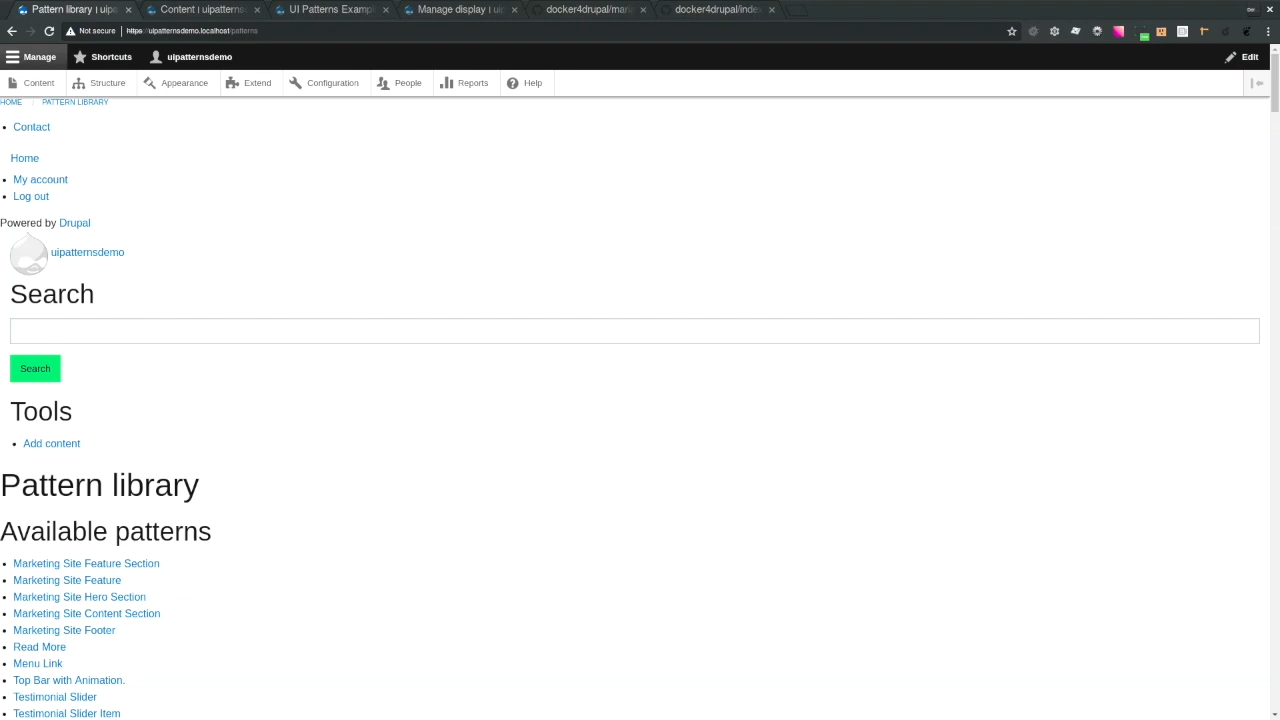 Pattern library | uipa
Content | uipatterns
UI Patterns Exampl
Manage display | uip
docker4drupal/mari
docker4drupal/index
Not secure
https://uipatternsdemo.localhost/patterns
Manage
Shortcuts
uipatternsdemo
Edit
Content
Structure
Appearance
Extend
Configuration
People
Reports
Help
HOME
PATTERN LIBRARY
Contact
Home
My account
Log out
Powered by Drupal
uipatternsdemo
Search
Search
Tools
Add content
Pattern library
Available patterns
Marketing Site Feature Section
Marketing Site Feature
Marketing Site Hero Section
Marketing Site Content Section
Marketing Site Footer
Read More
Menu Link
Top Bar with Animation.
Testimonial Slider
Testimonial Slider Item